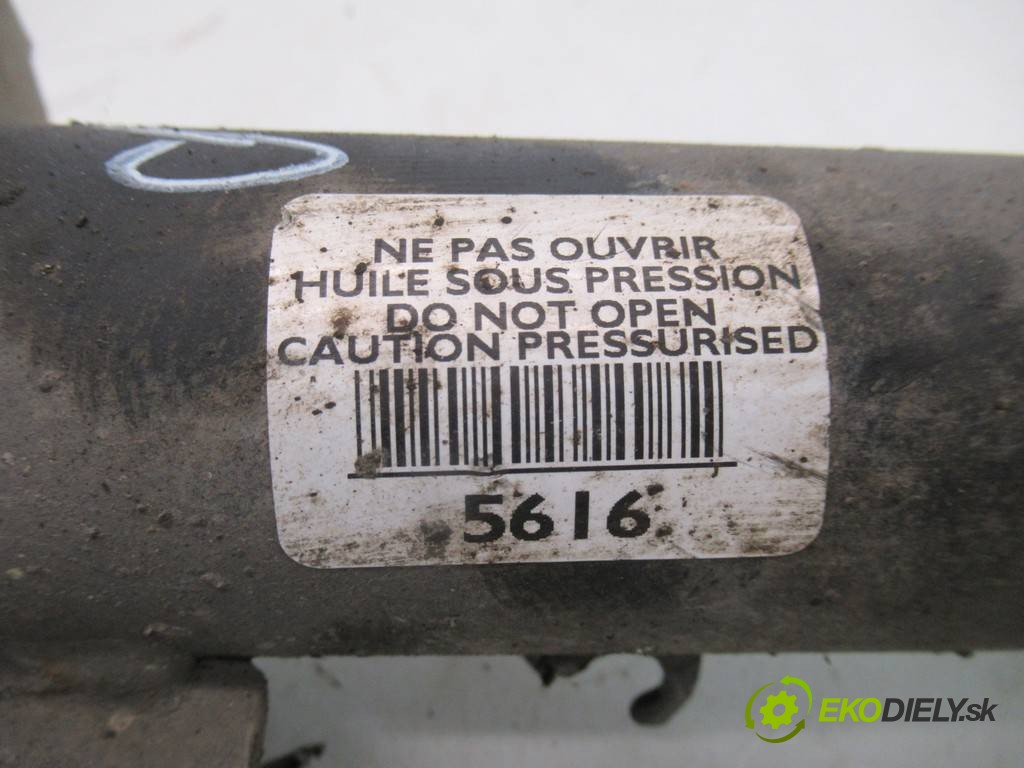 NE PAS OUVRIR
HUILE SOUS PRESSION
DO NOT OPEN
CAUTION PRESSURISED
5616
EKODIELY.sk